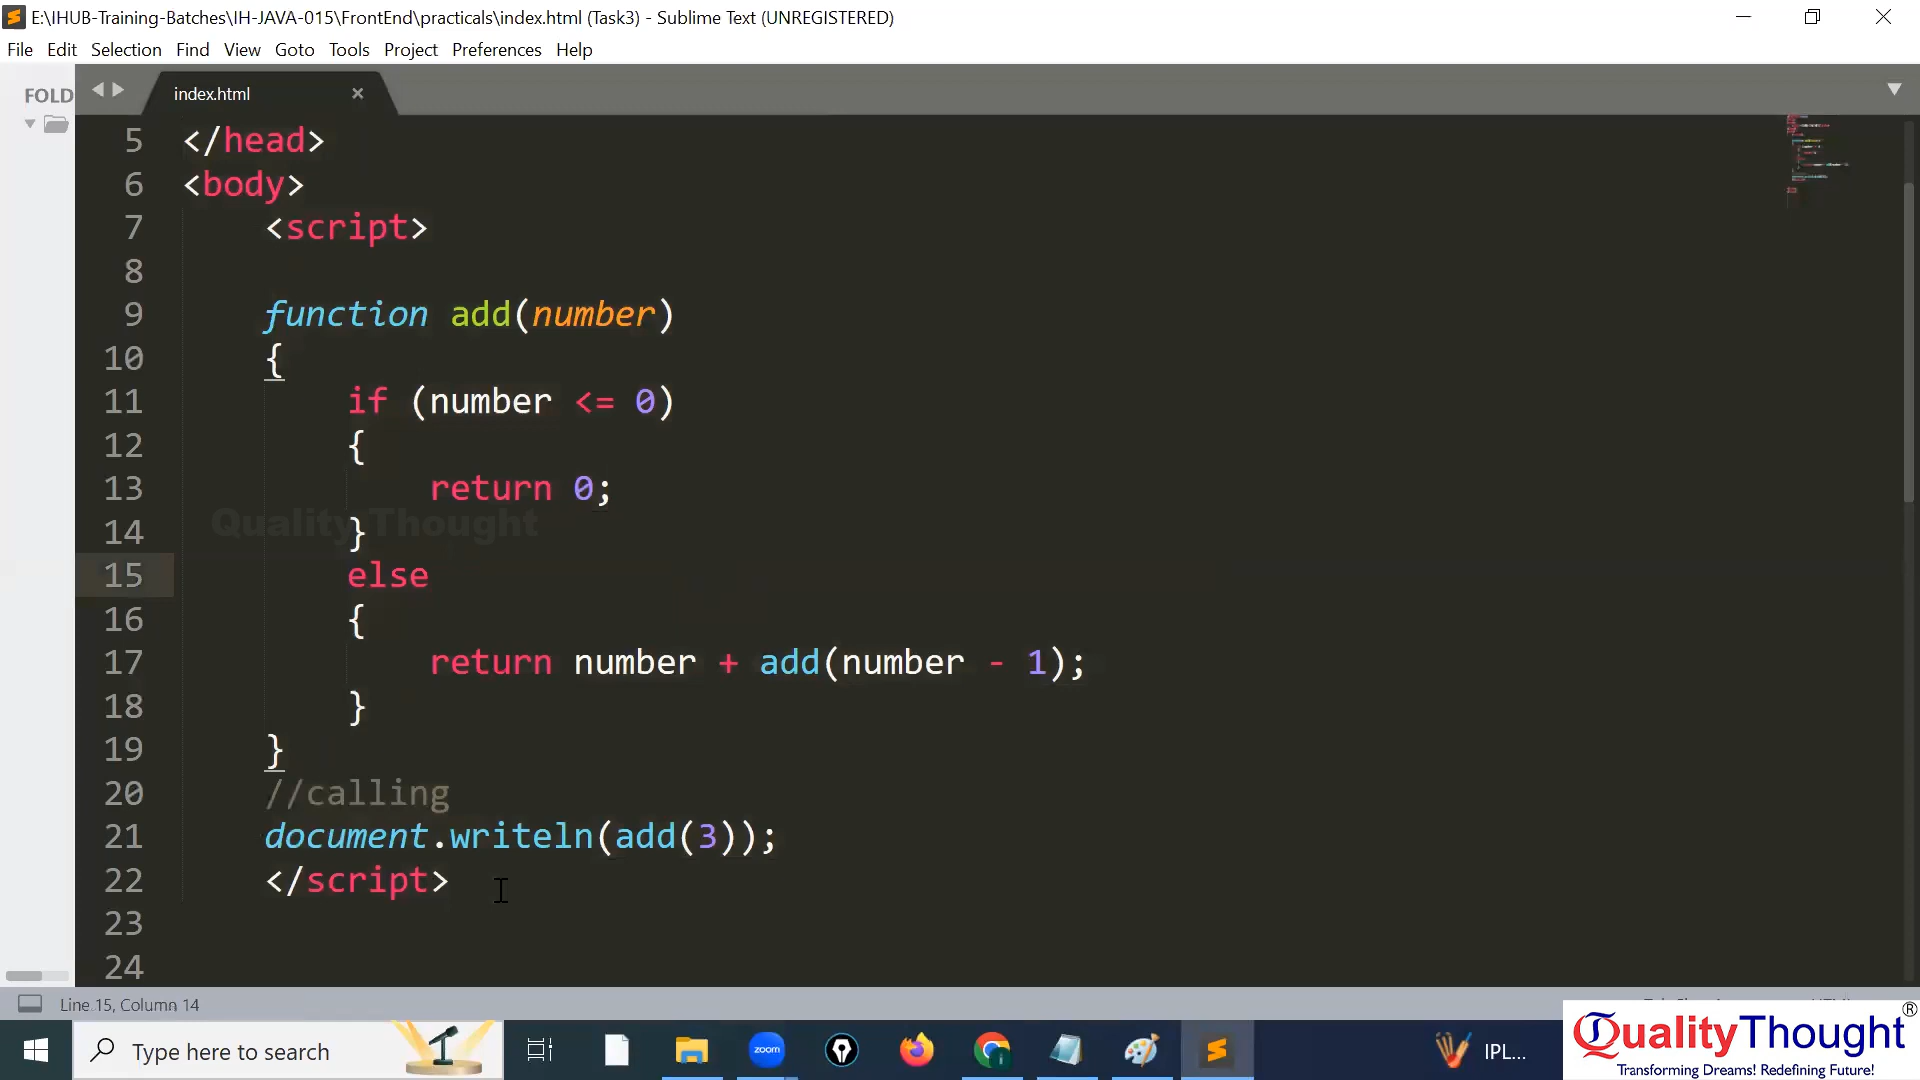 E:\IHUB-Training-Batches\IH-JAVA-015\FrontEnd\practicals\index.html (Task3) - Sublime Text (UNREGISTERED)
File Edit Selection Find View Goto Tools Project Preferences Help
FOLD
index.html
5 </head>
6 <body>
7 <script>
8
9 function add(number)
10 {
11 if (number <= 0)
12 {
13 return 0;
Quality Thought
14 }
15 else
16 {
17 return number + add(number - 1);
18 }
19 }
20 //calling
21 document.writeln(add(3));
22 </script>
23
24
Line 15, Column 14
Type here to search
zoom
IPL...
QualityThought®
Transforming Dreams! Redefining Future!